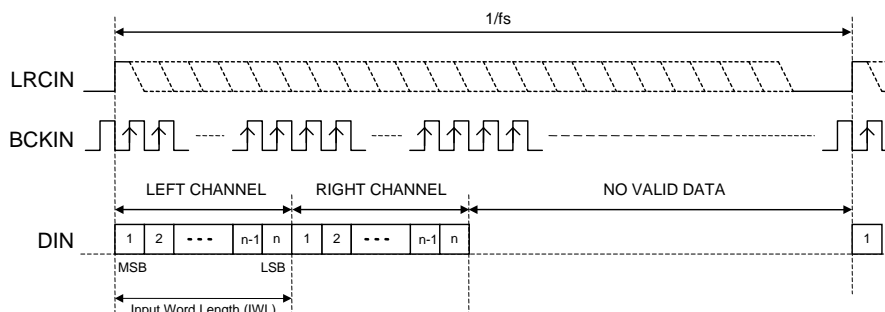 1/fs
LRCIN
BCKIN
LEFT CHANNEL RIGHT CHANNEL NO VALID DATA
DIN 1 2 n-1 n 1 2 n-1 n 1
MSB LSB
Input Word Length (IWL)